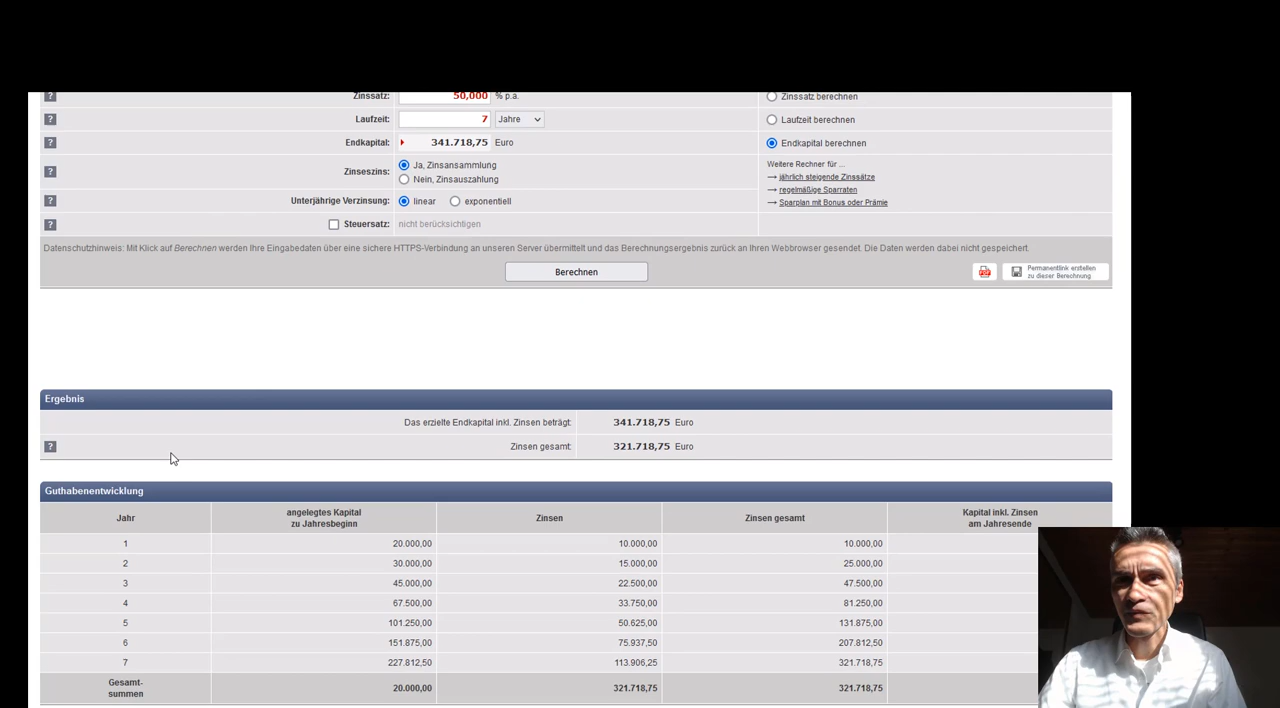 ? Zinssatz: 50,000 % p.a. Zinssatz berechnen
? Laufzeit: 7 Jahre Laufzeit berechnen
? Endkapital: 341.718,75 Euro Endkapital berechnen
? Zinseszins: Ja, Zinsansammlung
Nein, Zinsauszahlung
Weitere Rechner für ...
→ jährlich steigende Zinssätze
→ regelmäßige Sparraten
→ Sparplan mit Bonus oder Prämie
? Unterjährige Verzinsung: linear exponentiell
? Steuersatz: nicht berücksichtigen
Datenschutzhinweis: Mit Klick auf Berechnen werden Ihre Eingabedaten über eine sichere HTTPS-Verbindung an unseren Server übermittelt und das Berechnungsergebnis zurück an Ihren Webbrowser gesendet. Die Daten werden dabei nicht gespeichert.
Berechnen PDF Permanentlink erstellen
zu dieser Berechnung
Ergebnis
Das erzielte Endkapital inkl. Zinsen beträgt: 341.718,75 Euro
? Zinsen gesamt: 321.718,75 Euro
Guthabenentwicklung
Jahr angelegtes Kapital zu Jahresbeginn Zinsen Zinsen gesamt Kapital inkl. Zinsen am Jahresende
1 20.000,00 10.000,00 10.000,00
2 30.000,00 15.000,00 25.000,00
3 45.000,00 22.500,00 47.500,00
4 67.500,00 33.750,00 81.250,00
5 101.250,00 50.625,00 131.875,00
6 151.875,00 75.937,50 207.812,50
7 227.812,50 113.906,25 321.718,75
Gesamt-
summen 20.000,00 321.718,75 321.718,75